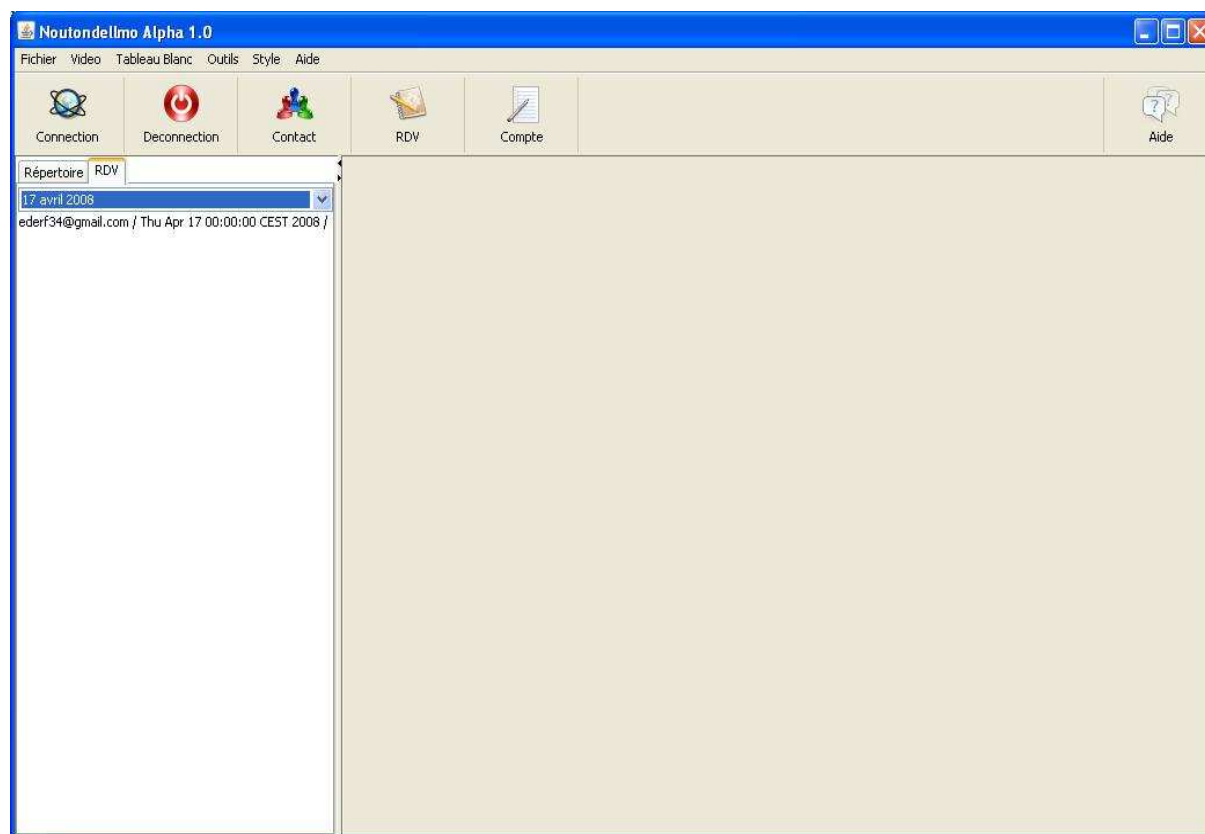 Noutondellmo Alpha 1.0
Fichier Video Tableau Blanc Outils Style Aide
Connection Deconnection Contact RDV Compte Aide
Répertoire RDV
17 avril 2008
ederf34@gmail.com / Thu Apr 17 00:00:00 CEST 2008 /